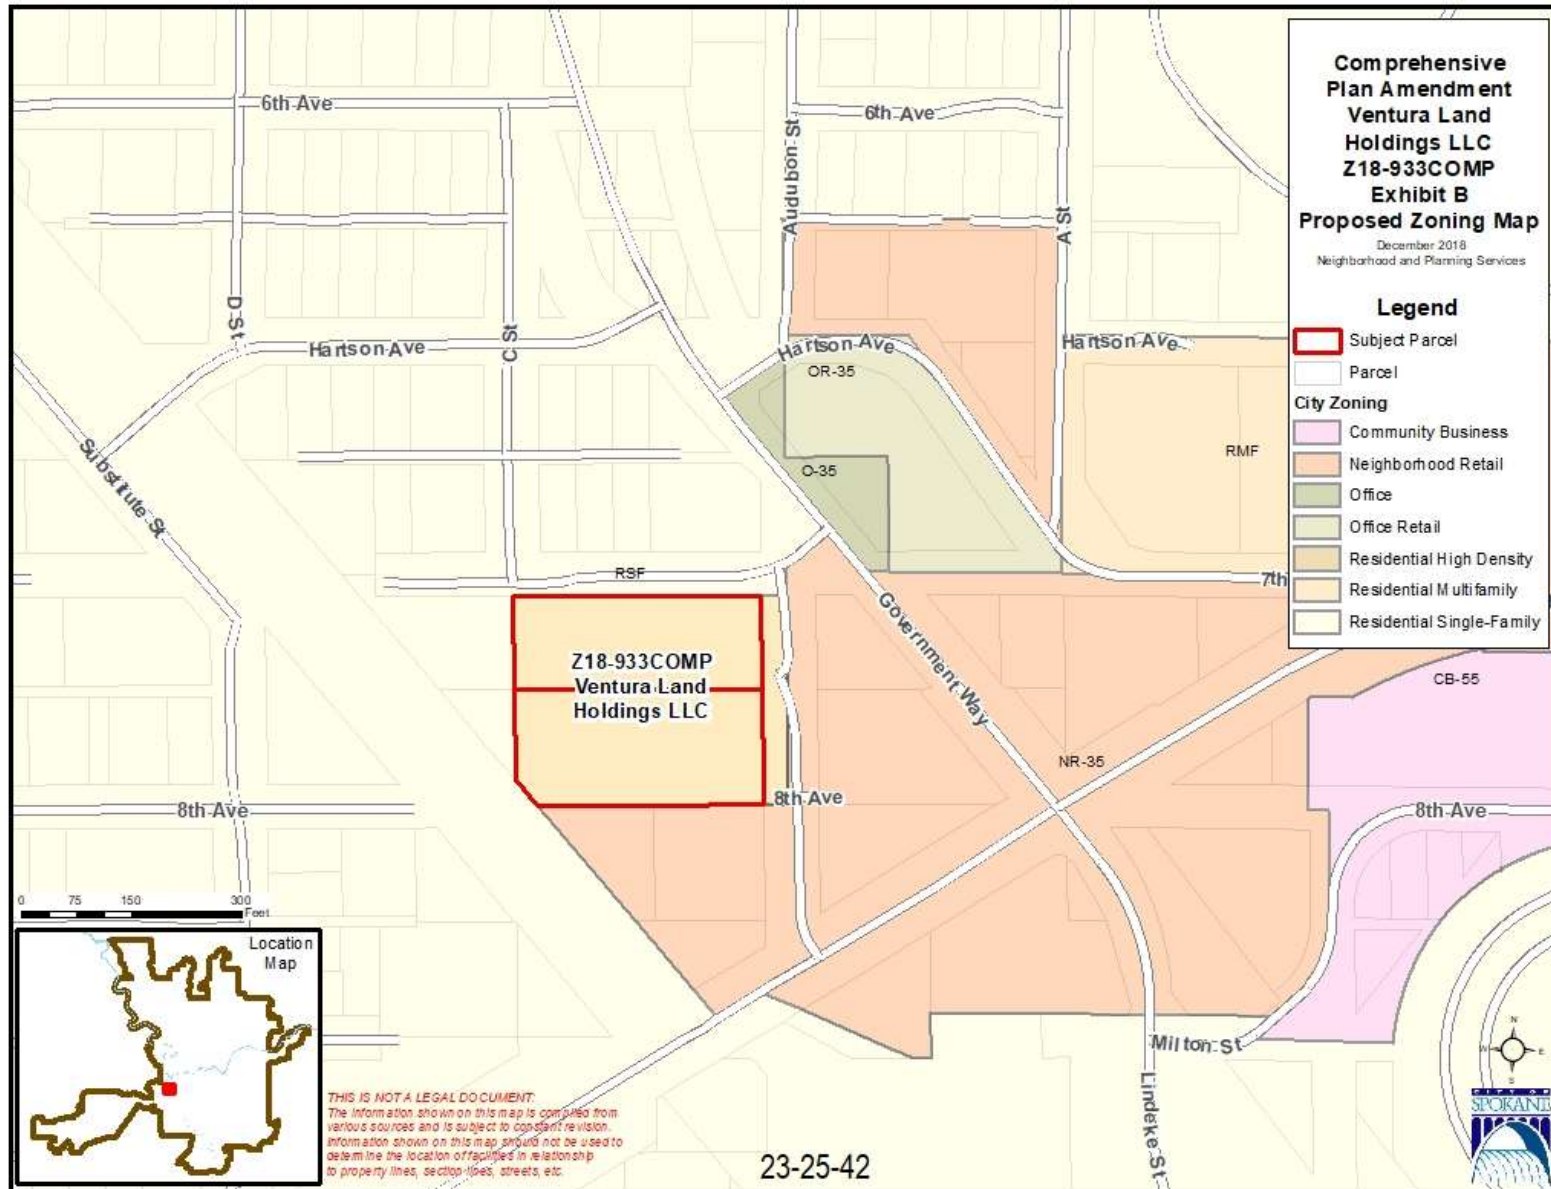 Comprehensive
Plan Amendment
Ventura Land
Holdings LLC
Z18-933COMP
Exhibit B
Proposed Zoning Map
December 2018
Neighborhood and Planning Services
Legend
Subject Parcel
Parcel
City Zoning
Community Business
Neighborhood Retail
Office
Office Retail
Residential High Density
Residential Multifamily
Residential Single-Family
6th Ave
6th Ave
Audubon St
A St
D St
Hartson Ave
C St
Hartson Ave
Hartson Ave
OR-35
RMF
O-35
Substitute St
RSF
7th
Z18-933COMP
Ventura Land
Holdings LLC
Government Way
CB-55
NR-35
8th Ave
8th Ave
8th Ave
0 75 150 300
Feet
Location
Map
Milton St
Lindeke St
N
W E
S
CITY OF
SPOKANE
THIS IS NOT A LEGAL DOCUMENT:
The information shown on this map is compiled from
various sources and is subject to constant revision.
Information shown on this map should not be used to
determine the location of facilities in relationship
to property lines, section lines, streets, etc.
23-25-42